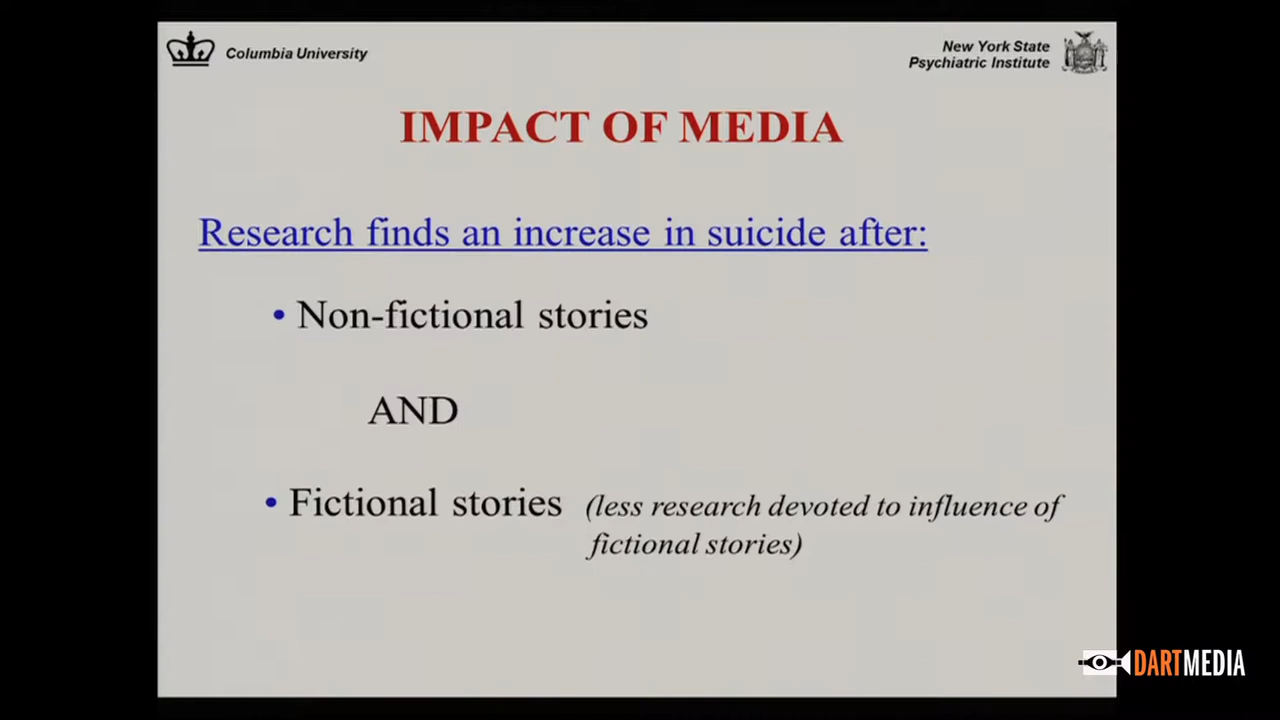 Columbia University
New York State
Psychiatric Institute
IMPACT OF MEDIA
Research finds an increase in suicide after:
• Non-fictional stories
AND
• Fictional stories (less research devoted to influence of
fictional stories)
DARTMEDIA